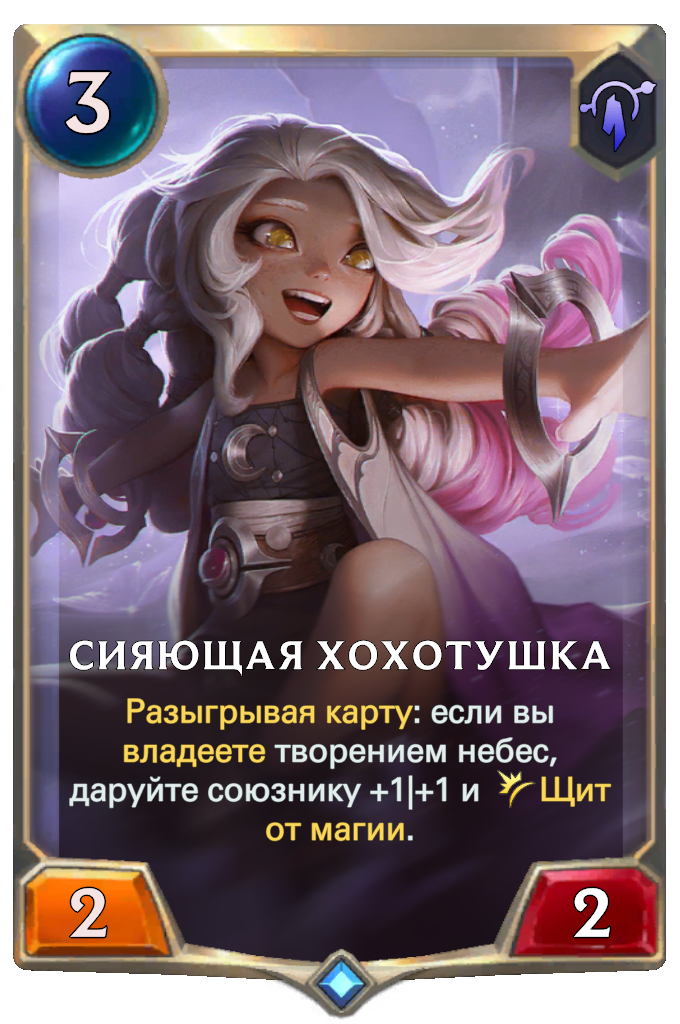 3
СИЯЮЩАЯ ХОХОТУШКА
Разыгрывая карту: если вы
владеете творением небес,
даруйте союзнику +1|+1 и Щит
от магии.
2
2